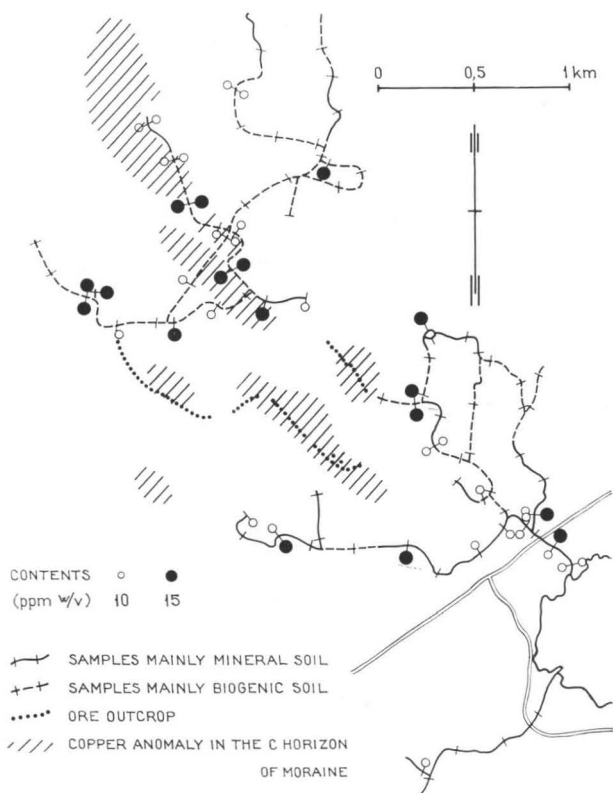 0 0,5 1 km
CONTENTS
(ppm w/v) 10 15
SAMPLES MAINLY MINERAL SOIL
SAMPLES MAINLY BIOGENIC SOIL
ORE OUTCROP
COPPER ANOMALY IN THE C HORIZON
OF MORAINE